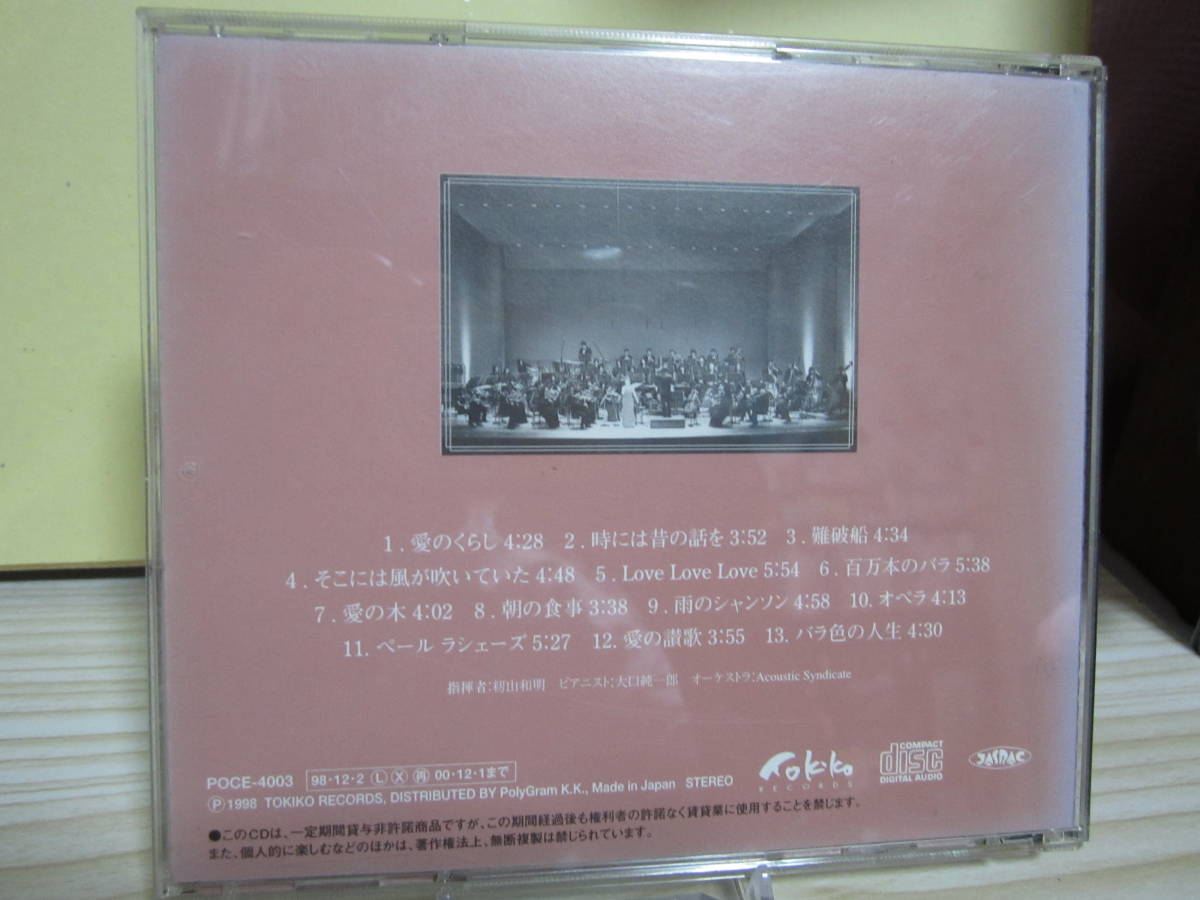 1. 愛のくらし 4:28 2. 時には昔の話を 3:52 3. 難破船 4:34
4. そこには風が吹いていた 4:48 5. Love Love Love 5:54 6. 百万本のバラ 5:38
7. 愛の木 4:02 8. 朝の食事 3:38 9. 雨のシャンソン 4:58 10. オペラ 4:13
11. ペール ラシェーズ 5:27 12. 愛の讃歌 3:55 13. バラ色の人生 4:30
指揮者:籾山和明 ピアニスト:大口純一郎 オーケストラ:Acoustic Syndicate
POCE-4003 98・12・2 Ⓛ Ⓧ 再 00・12・1まで
Ⓟ1998 TOKIKO RECORDS, DISTRIBUTED BY PolyGram K.K., Made in Japan STEREO
Tokiko
RECORDS
COMPACT
disc
DIGITAL AUDIO
JASRAC
●このCDは、一定期間貸与非許諾商品ですが、この期間経過後も権利者の許諾なく賃貸業に使用することを禁じます。
また、個人的に楽しむなどのほかは、著作権法上、無断複製は禁じられています。